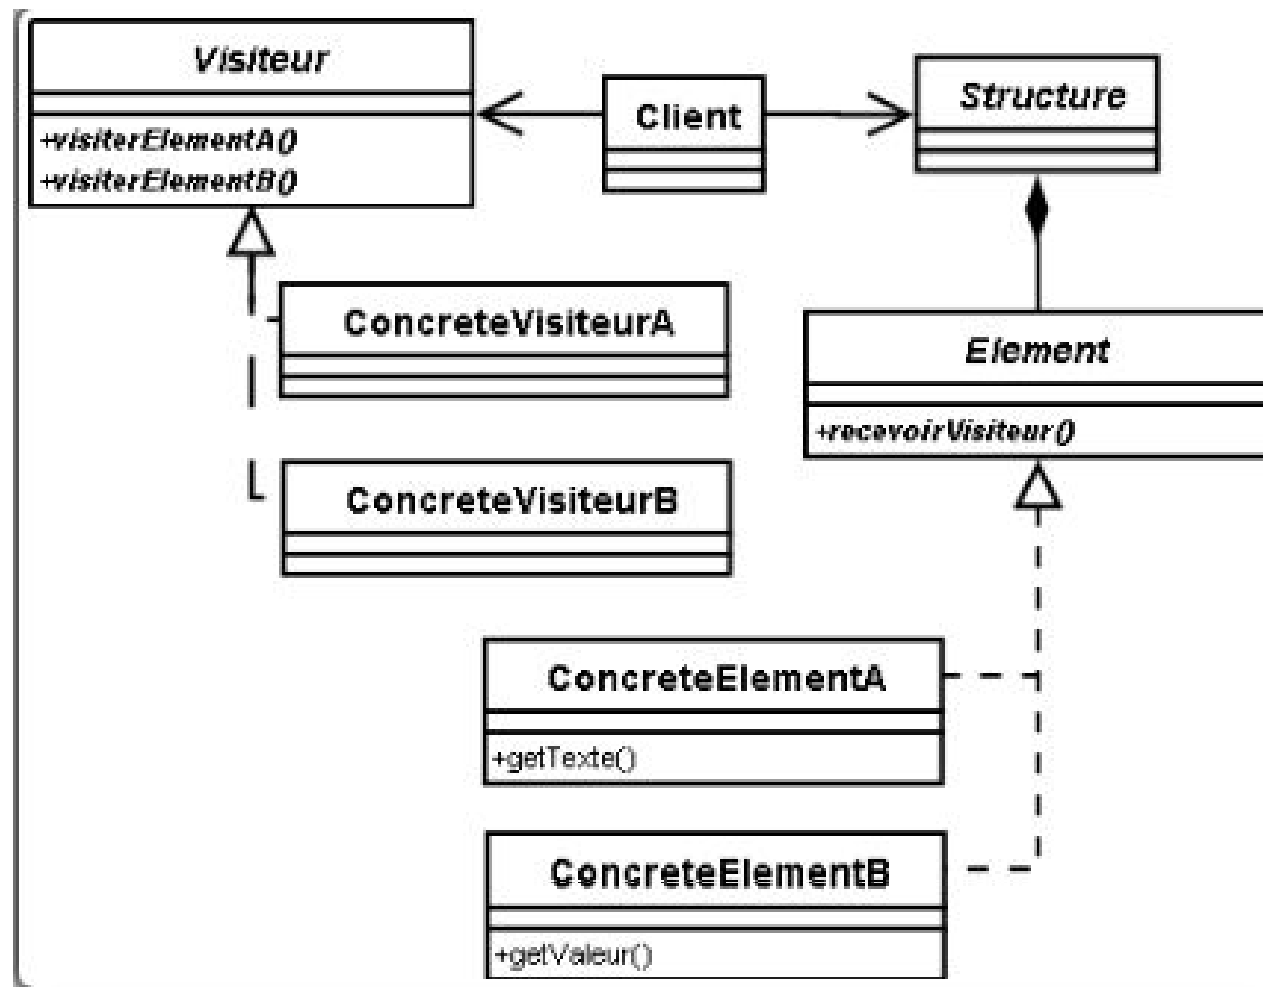 Visiteur
+visiterElementA()
+visiterElementB()
Client
Structure
ConcreteVisiteurA
ConcreteVisiteurB
Element
+recevoirVisiteur()
ConcreteElementA
+getTexte()
ConcreteElementB
+getValeur()